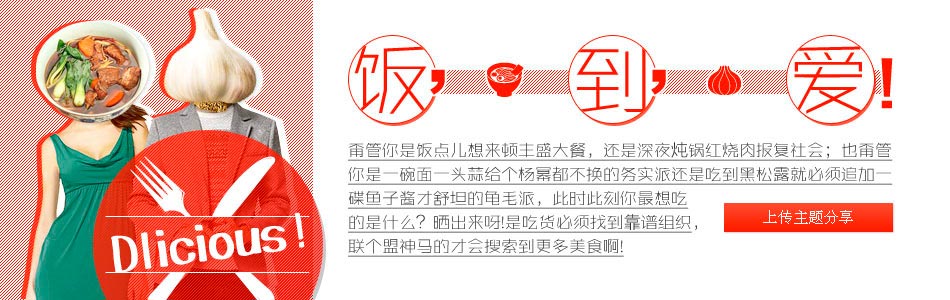 饭，到，爱！
甭管你是饭点儿想来顿丰盛大餐，还是深夜炖锅红烧肉报复社会；也甭管
你是一碗面一头蒜给个杨幂都不换的务实派还是吃到黑松露就必须追加一
碟鱼子酱才舒坦的龟毛派，此时此刻你最想吃
的是什么？晒出来呀!是吃货必须找到靠谱组织，
联个盟神马的才会搜索到更多美食啊!
上传主题分享
Dlicious!